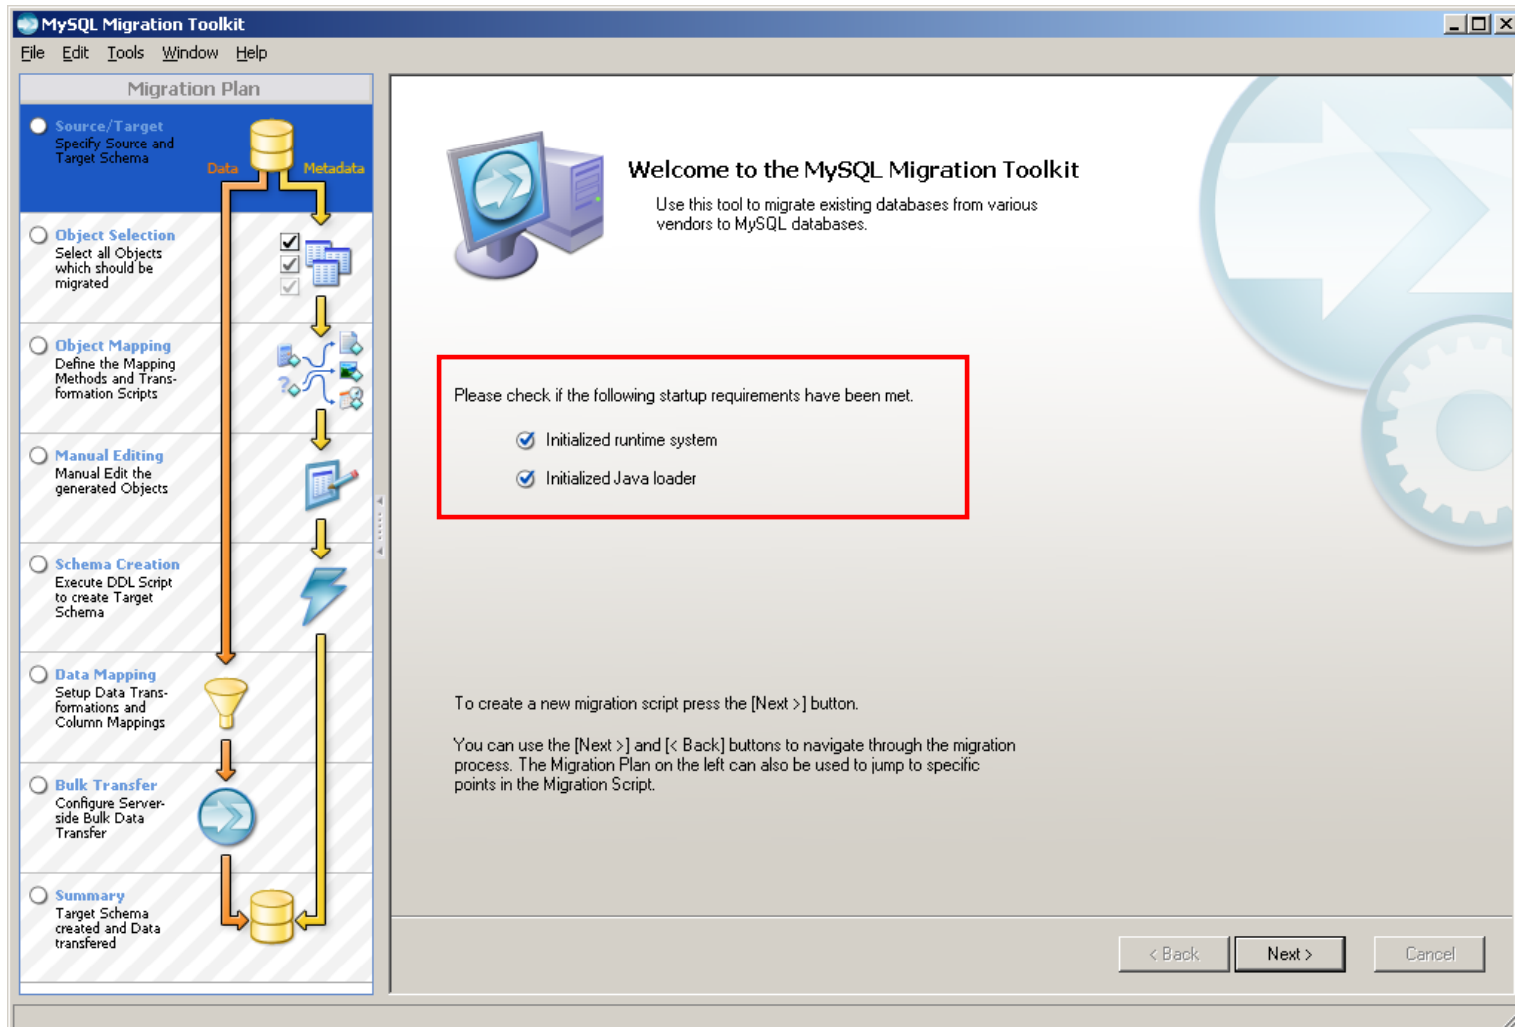 MySQL Migration Toolkit
File Edit Tools Window Help
Migration Plan
Source/Target
Specify Source and
Target Schema
Data
Metadata
Object Selection
Select all Objects
which should be
migrated
Object Mapping
Define the Mapping
Methods and Trans-
formation Scripts
Manual Editing
Manual Edit the
generated Objects
Schema Creation
Execute DDL Script
to create Target
Schema
Data Mapping
Setup Data Trans-
formations and
Column Mappings
Bulk Transfer
Configure Server-
side Bulk Data
Transfer
Summary
Target Schema
created and Data
transfered
Welcome to the MySQL Migration Toolkit
Use this tool to migrate existing databases from various
vendors to MySQL databases.
Please check if the following startup requirements have been met.
Initialized runtime system
Initialized Java loader
To create a new migration script press the [Next >] button.
You can use the [Next >] and [< Back] buttons to navigate through the migration
process. The Migration Plan on the left can also be used to jump to specific
points in the Migration Script.
< Back Next > Cancel